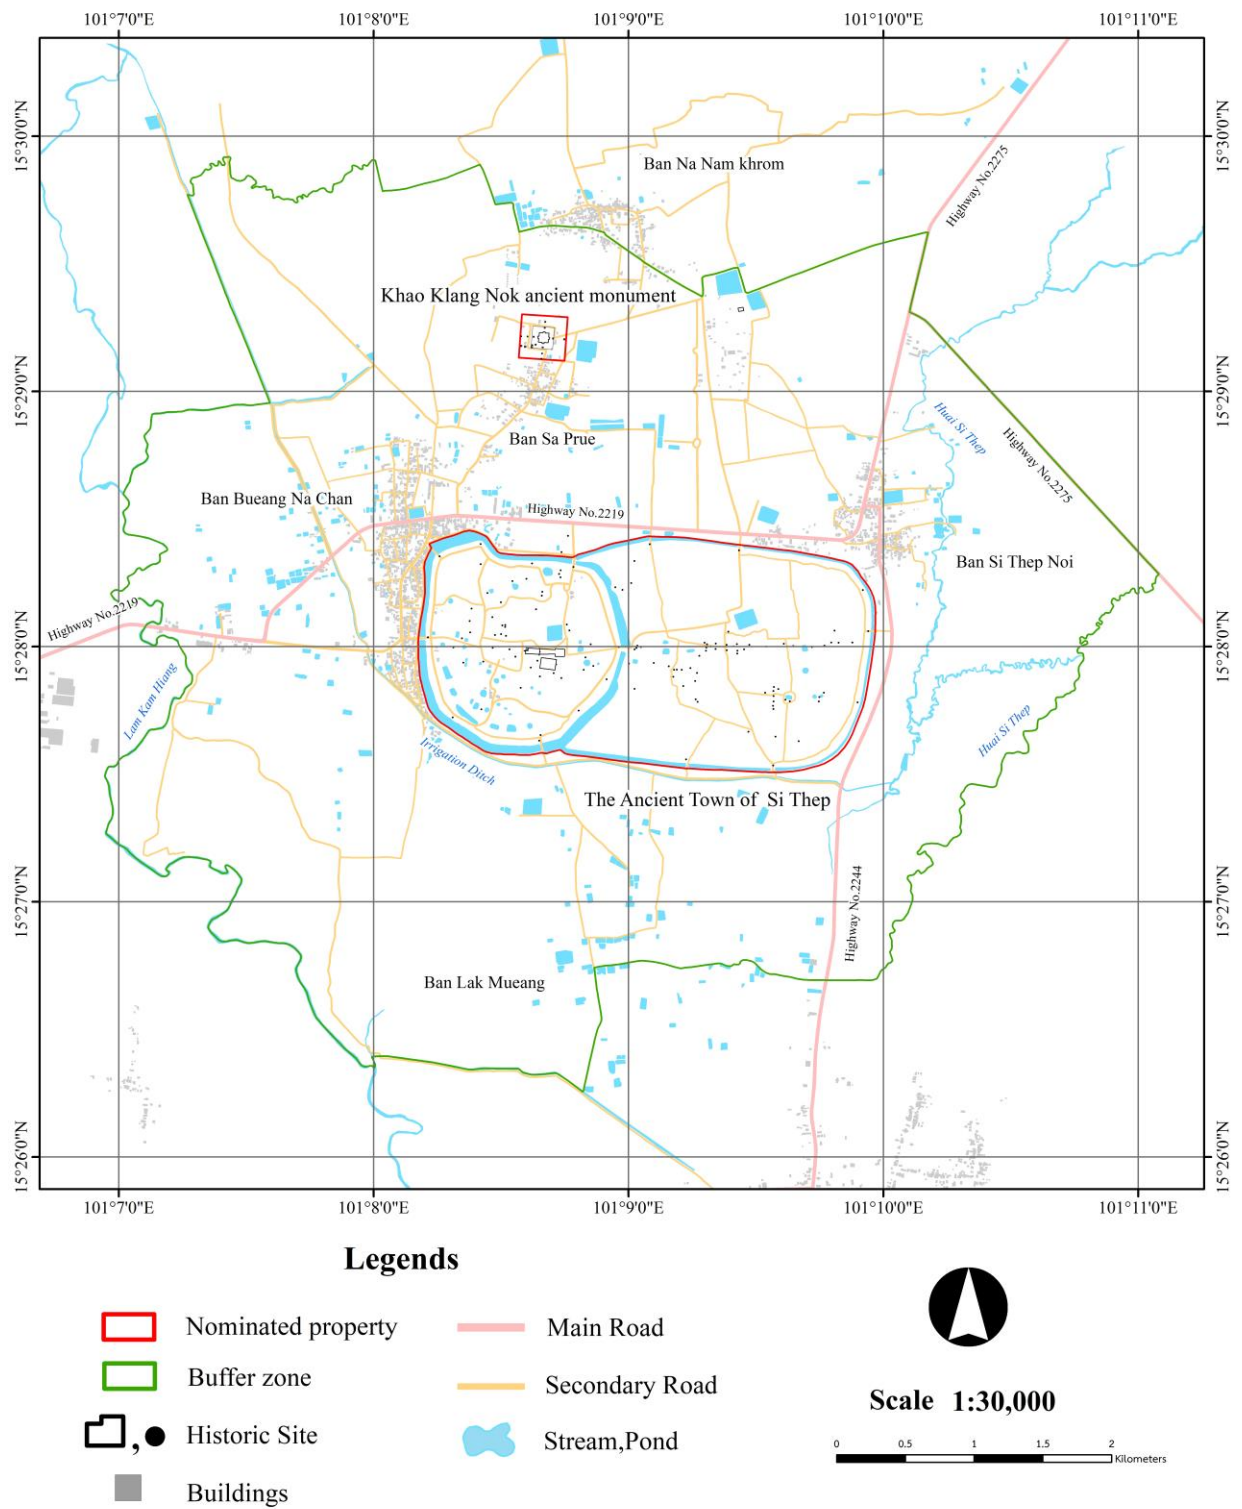 101°7'0"E 101°8'0"E 101°9'0"E 101°10'0"E 101°11'0"E
15°30'0"N
15°30'0"N
Ban Na Nam khrom
Highway No.2275
Khao Klang Nok ancient monument
15°29'0"N
15°29'0"N
Huai Si Thep
Ban Sa Prue
Highway No.2275
Ban Bueang Na Chan
Highway No.2219
Ban Si Thep Noi
Highway No.2219
15°28'0"N
15°28'0"N
Lam Kam Hiang
Huai Si Thep
Irrigation Ditch
The Ancient Town of Si Thep
15°27'0"N
15°27'0"N
Highway No.2244
Ban Lak Mueang
15°26'0"N
15°26'0"N
101°7'0"E 101°8'0"E 101°9'0"E 101°10'0"E 101°11'0"E
Legends
Nominated property
Main Road
Buffer zone
Secondary Road
Scale 1:30,000
, Historic Site
Stream,Pond
0 0.5 1 1.5 2
Kilometers
Buildings